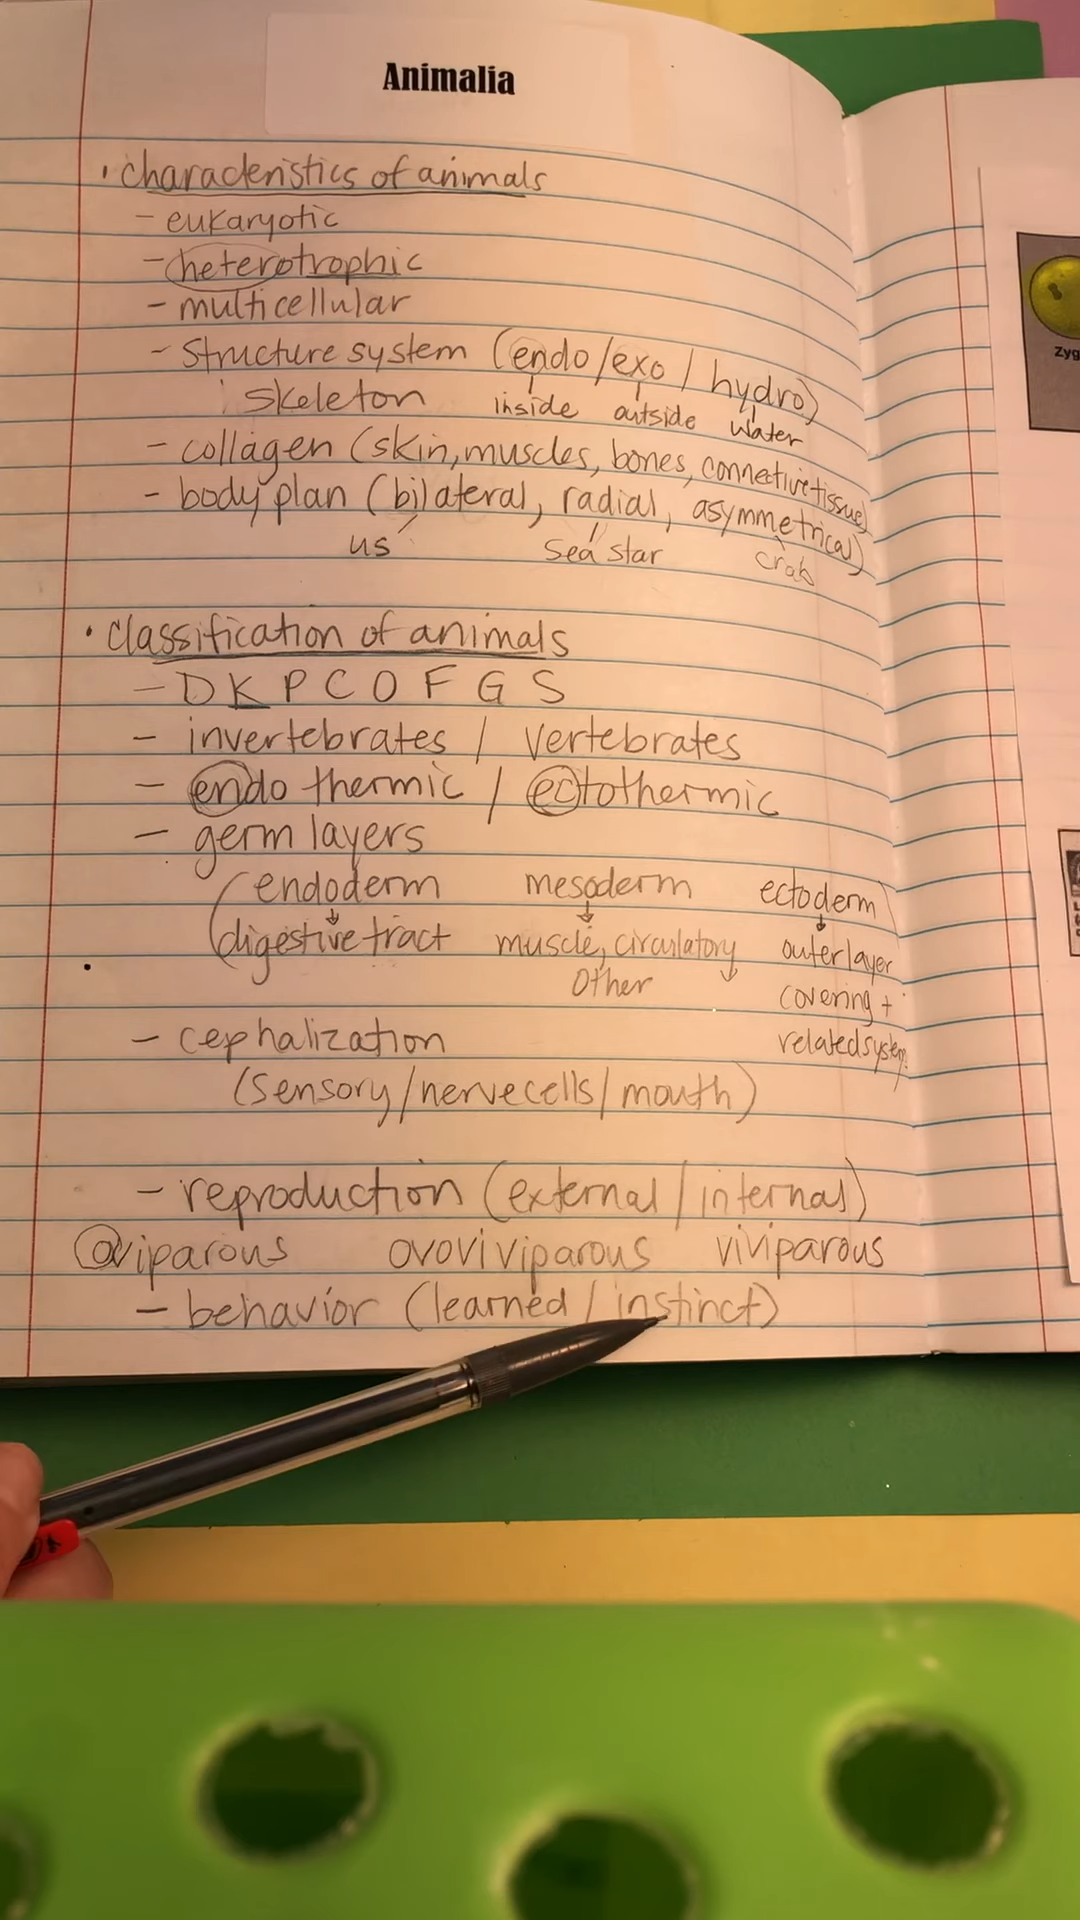 Animalia
• characteristics of animals
- eukaryotic
- heterotrophic
- multicellular
- structure system (endo/exo/hydro)
skeleton inside outside water
- collagen (skin, muscles, bones, connective tissue)
- body plan (bilateral, radial, asymmetrical)
us sea star crab
• classification of animals
- D K P C O F G S
- invertebrates / vertebrates
- endothermic / ectothermic
- germ layers
(endoderm mesoderm ectoderm)
digestive tract muscle, circulatory outer layer
other covering +
related system
- cephalization
(sensory/nerve cells/mouth)
- reproduction (external/internal)
oviparous ovoviviparous viviparous
- behavior (learned/instinct)
Zyg